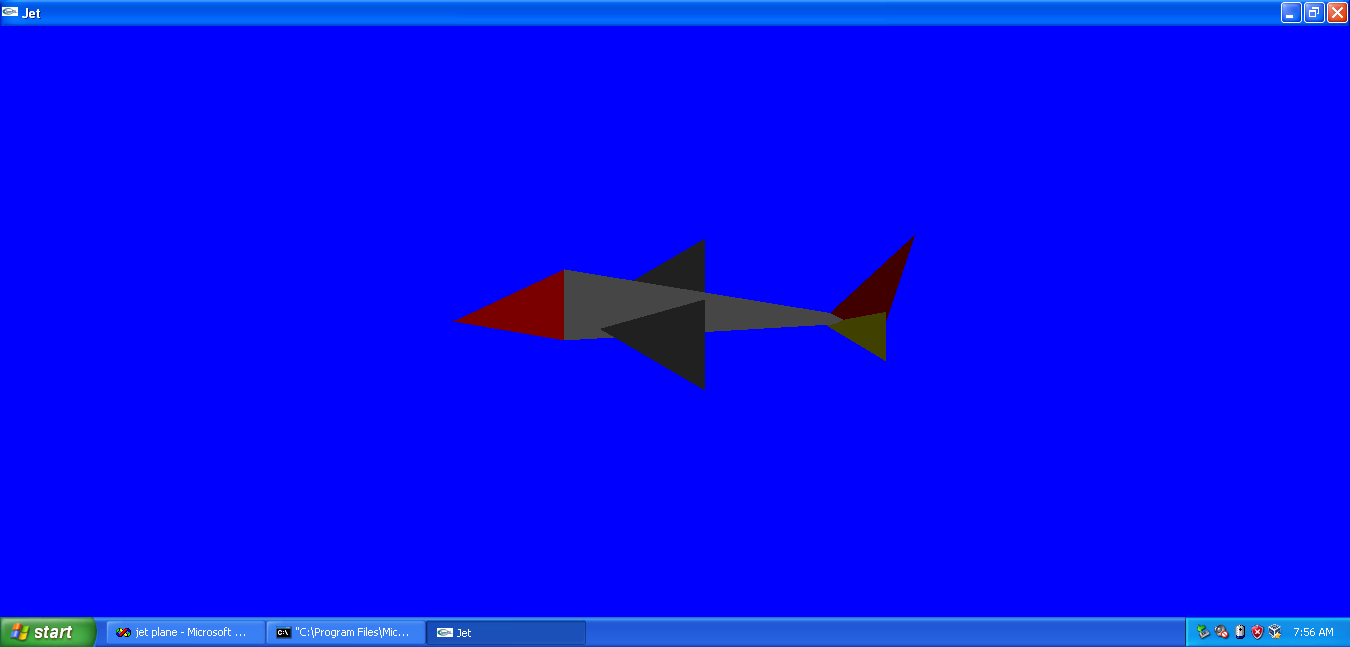 Jet
start
jet plane - Microsoft ...
"C:\Program Files\Mic...
Jet
7:56 AM